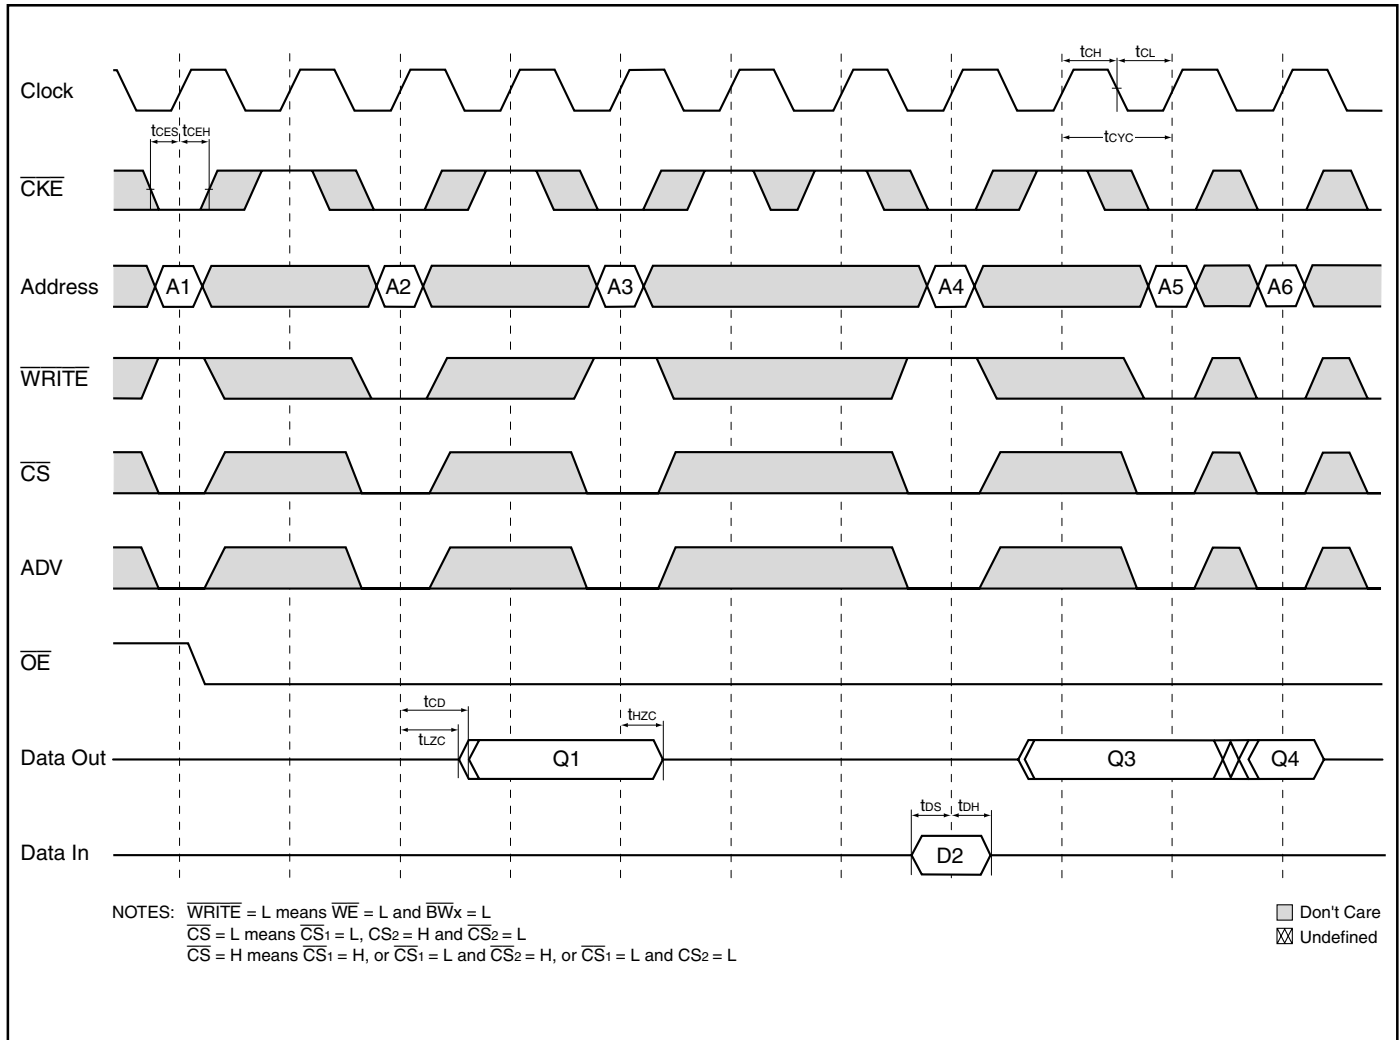 tCH tCL
Clock
tCES tCEH
tCYC
CKE
Address A1 A2 A3 A4 A5 A6
WRITE
CS
ADV
OE
tCD
tLZC
tHZC
Data Out Q1 Q3 Q4
tDS tDH
Data In D2
NOTES: WRITE = L means WE = L and BWx = L
CS = L means CS1 = L, CS2 = H and CS2 = L
CS = H means CS1 = H, or CS1 = L and CS2 = H, or CS1 = L and CS2 = L
Don't Care
Undefined